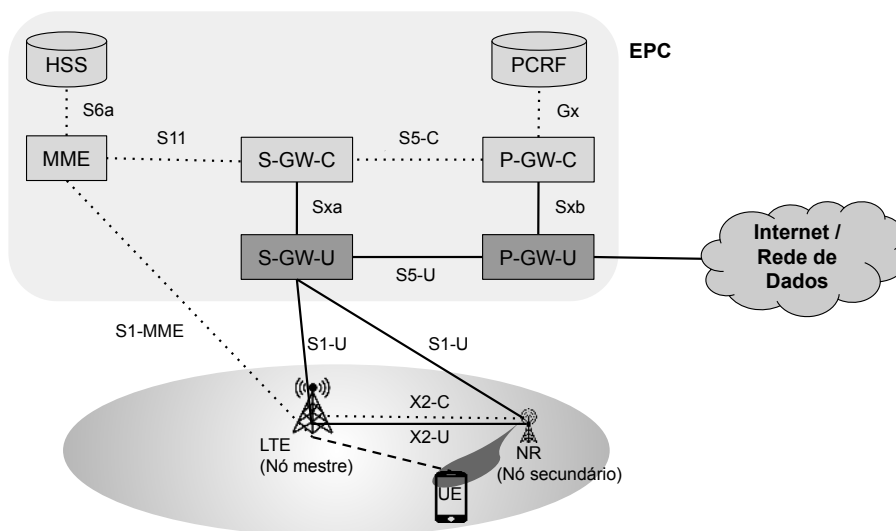 HSS
PCRF
EPC
S6a
Gx
S11
S5-C
MME
S-GW-C
P-GW-C
Sxa
Sxb
Internet /
Rede de
Dados
S-GW-U
P-GW-U
S5-U
S1-MME
S1-U
S1-U
X2-C
X2-U
LTE
(Nó mestre)
NR
(Nó secundário)
UE